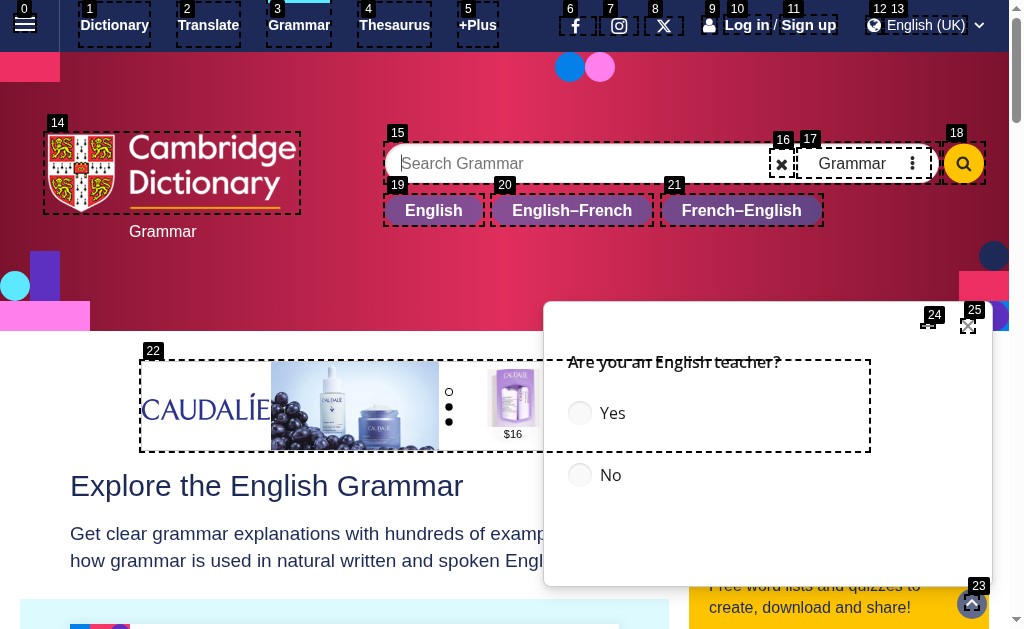 0 1 2 3 4 5 6 7 8 9 10 11 12 13
Dictionary Translate Grammar Thesaurus +Plus Log in / Sign up English (UK)
14 15 16 17 18
Cambridge
Dictionary
Search Grammar Grammar
19 20 21
English English–French French–English
Grammar
22 24 25
Are you an English teacher?
CAUDALÍE
Yes
$16
No
Explore the English Grammar
Get clear grammar explanations with hundreds of examp
how grammar is used in natural written and spoken Engl
23
Free word lists and quizzes to
create, download and share!